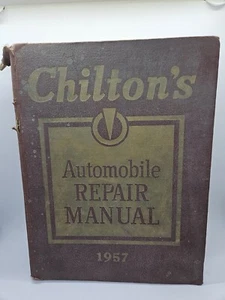 Chilton's
Automobile
REPAIR
MANUAL
1957